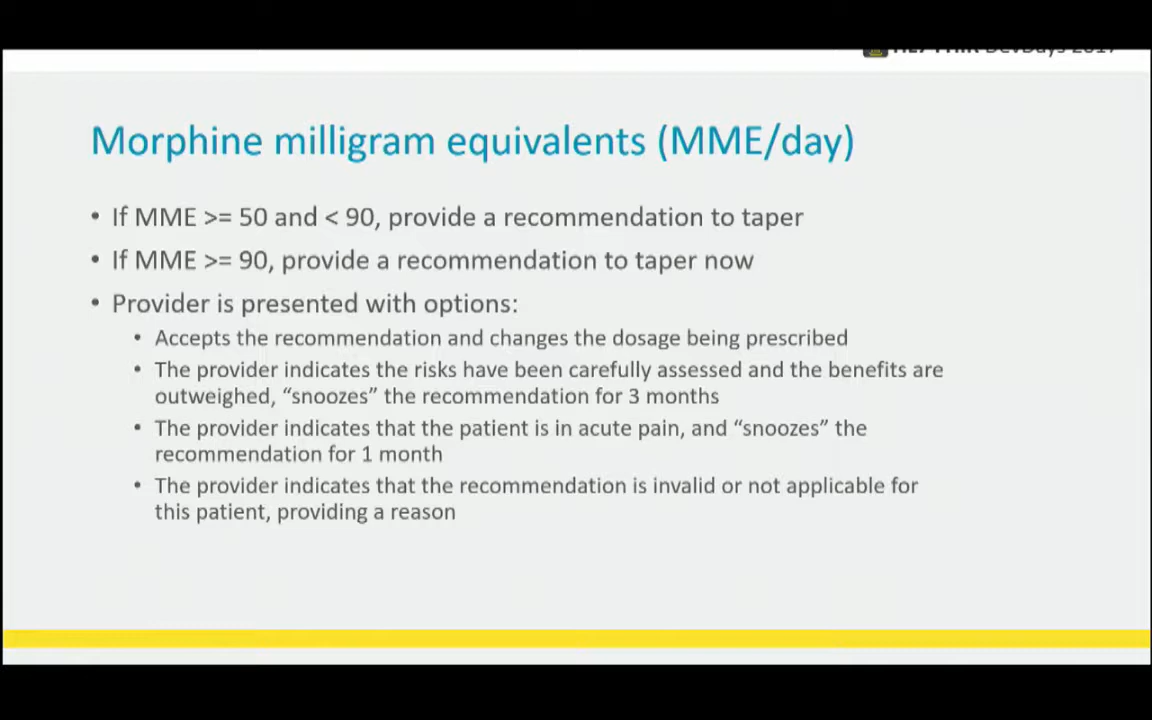 DevDays 2017
Morphine milligram equivalents (MME/day)
• If MME >= 50 and < 90, provide a recommendation to taper
• If MME >= 90, provide a recommendation to taper now
• Provider is presented with options:
• Accepts the recommendation and changes the dosage being prescribed
• The provider indicates the risks have been carefully assessed and the benefits are
outweighed, “snoozes” the recommendation for 3 months
• The provider indicates that the patient is in acute pain, and “snoozes” the
recommendation for 1 month
• The provider indicates that the recommendation is invalid or not applicable for
this patient, providing a reason